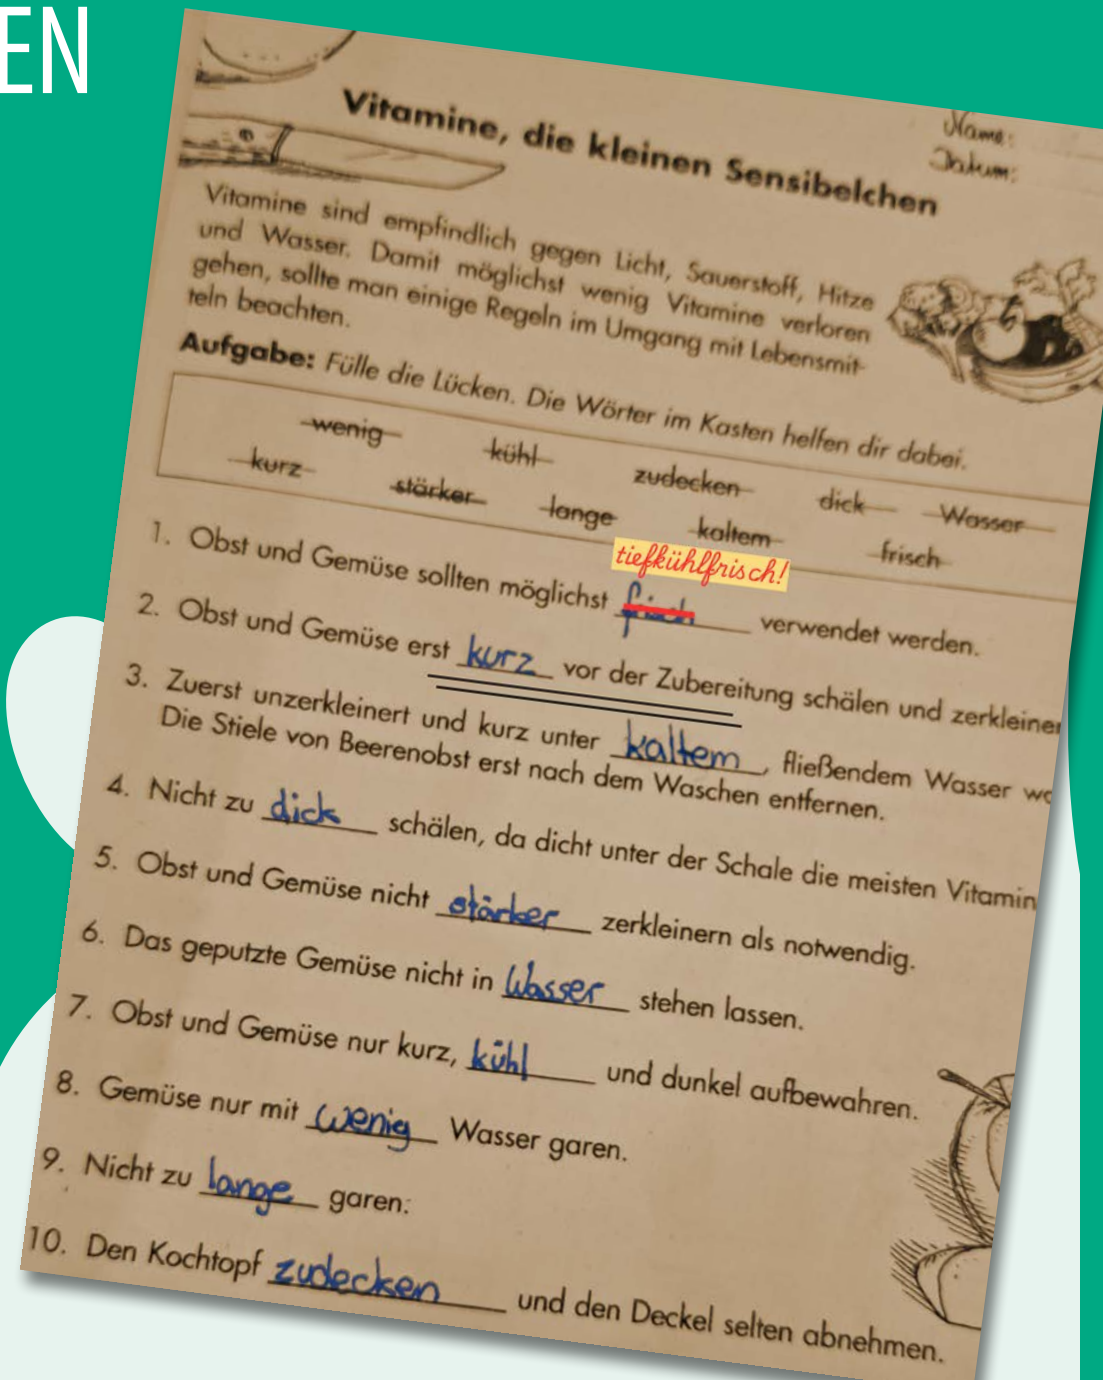 EN
Name:
Datum:
Vitamine, die kleinen Sensibelchen
Vitamine sind empfindlich gegen Licht, Sauerstoff, Hitze
und Wasser. Damit möglichst wenig Vitamine verloren
gehen, sollte man einige Regeln im Umgang mit Lebensmit-
teln beachten.
Aufgabe: Fülle die Lücken. Die Wörter im Kasten helfen dir dabei.
wenig kühl zudecken dick Wasser
kurz stärker lange kaltem frisch
tiefkühlfrisch!
1. Obst und Gemüse sollten möglichst frisch verwendet werden.
2. Obst und Gemüse erst kurz vor der Zubereitung schälen und zerkleiner
3. Zuerst unzerkleinert und kurz unter kaltem, fließendem Wasser wa
Die Stiele von Beerenobst erst nach dem Waschen entfernen.
4. Nicht zu dick schälen, da dicht unter der Schale die meisten Vitamin
5. Obst und Gemüse nicht stärker zerkleinern als notwendig.
6. Das geputzte Gemüse nicht in Wasser stehen lassen.
7. Obst und Gemüse nur kurz, kühl und dunkel aufbewahren.
8. Gemüse nur mit wenig Wasser garen.
9. Nicht zu lange garen.
10. Den Kochtopf zudecken und den Deckel selten abnehmen.